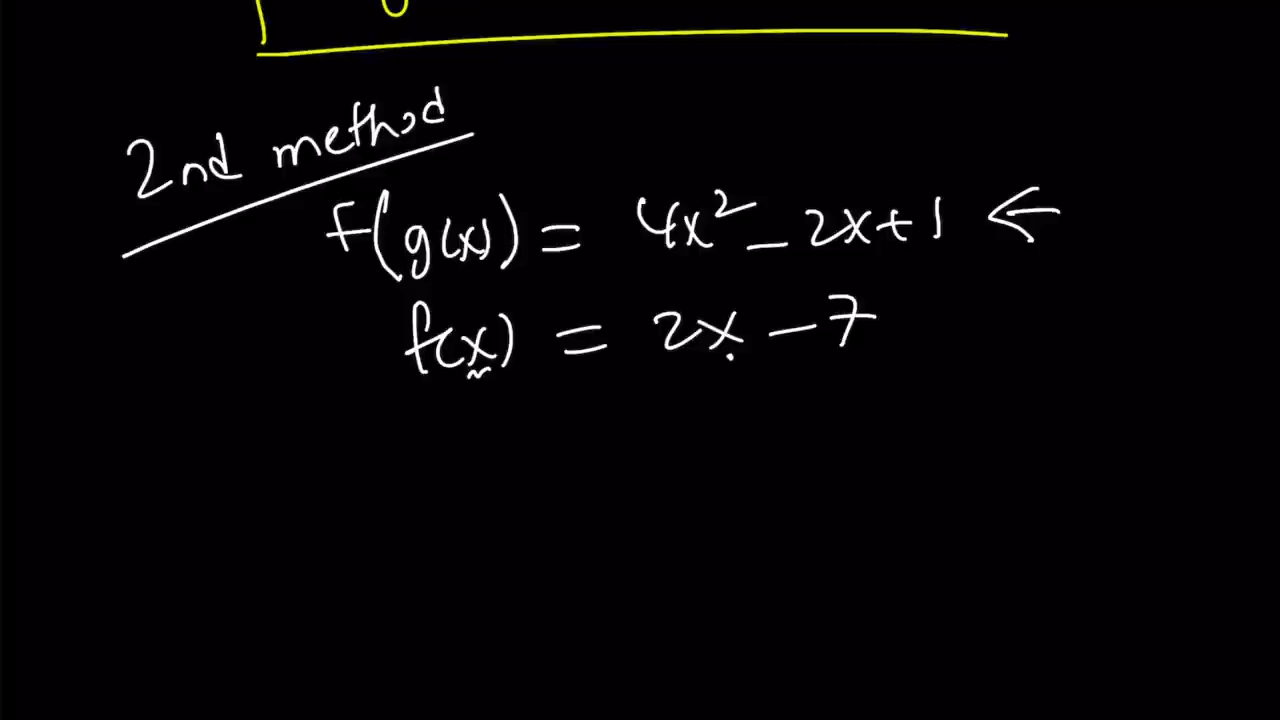 2nd method
f(g(x)) = 4x² - 2x + 1 ←
f(x) = 2x - 7